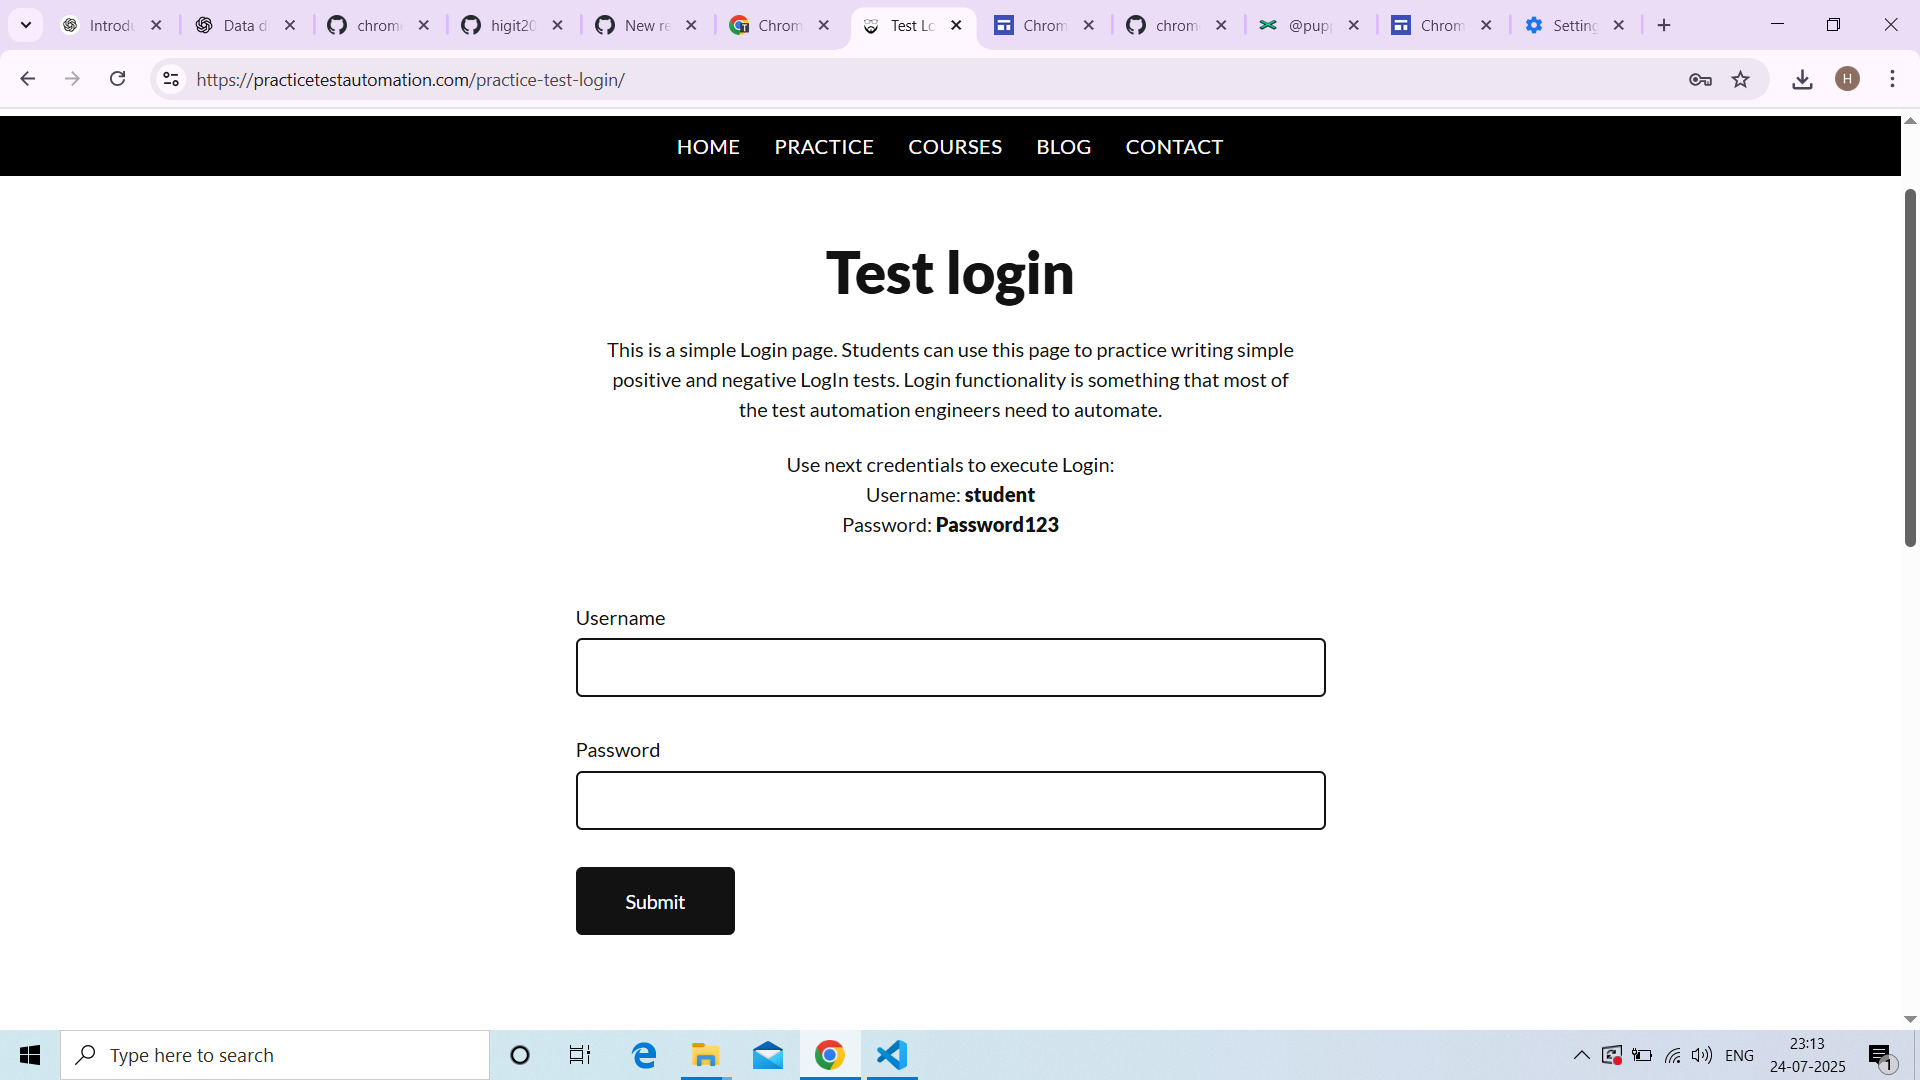 Introdu
Data d
chrom
higit20
New re
Chrom
Test Lo
Chrom
chrom
@pupp
Chrom
Setting
https://practicetestautomation.com/practice-test-login/
H
HOME PRACTICE COURSES BLOG CONTACT
Test login
This is a simple Login page. Students can use this page to practice writing simple
positive and negative LogIn tests. Login functionality is something that most of
the test automation engineers need to automate.
Use next credentials to execute Login:
Username: student
Password: Password123
Username
Password
Submit
Type here to search
ENG
23:13
24-07-2025
1